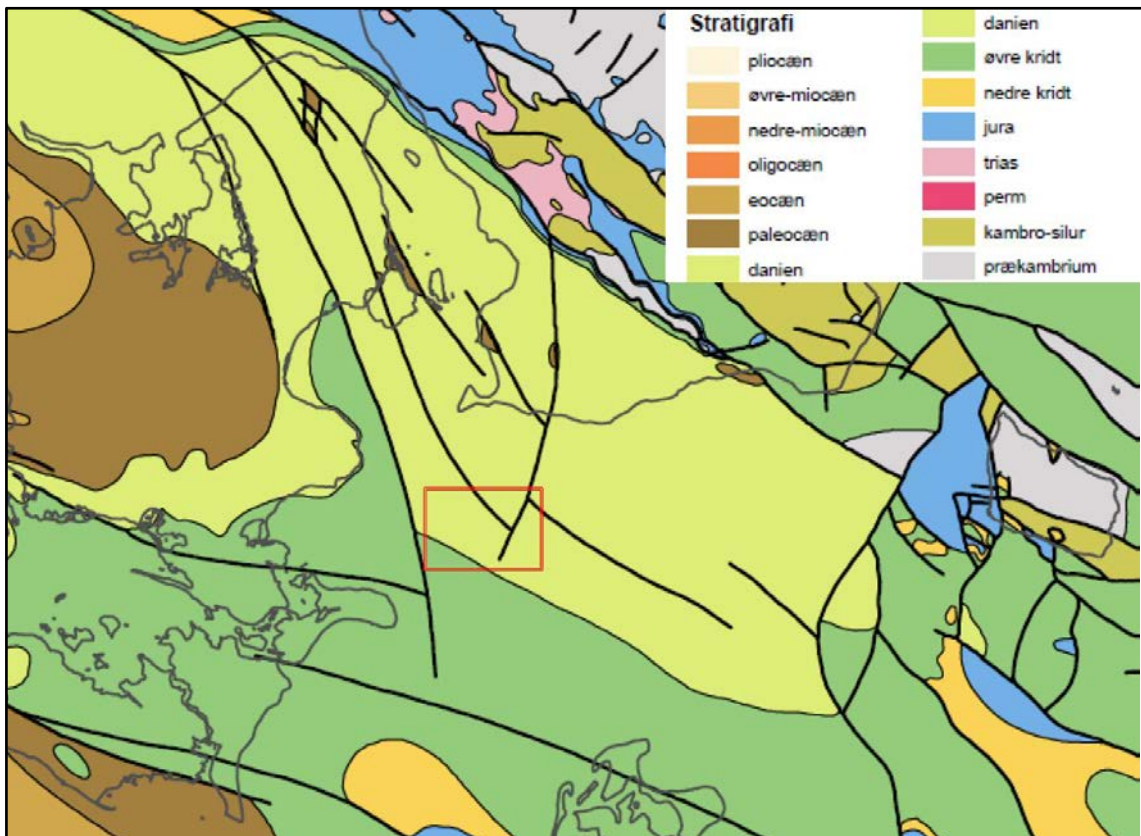 Stratigrafi
pliocæn
øvre-miocæn
nedre-miocæn
oligocæn
eocæn
paleocæn
danien
danien
øvre kridt
nedre kridt
jura
trias
perm
kambro-silur
prækambrium